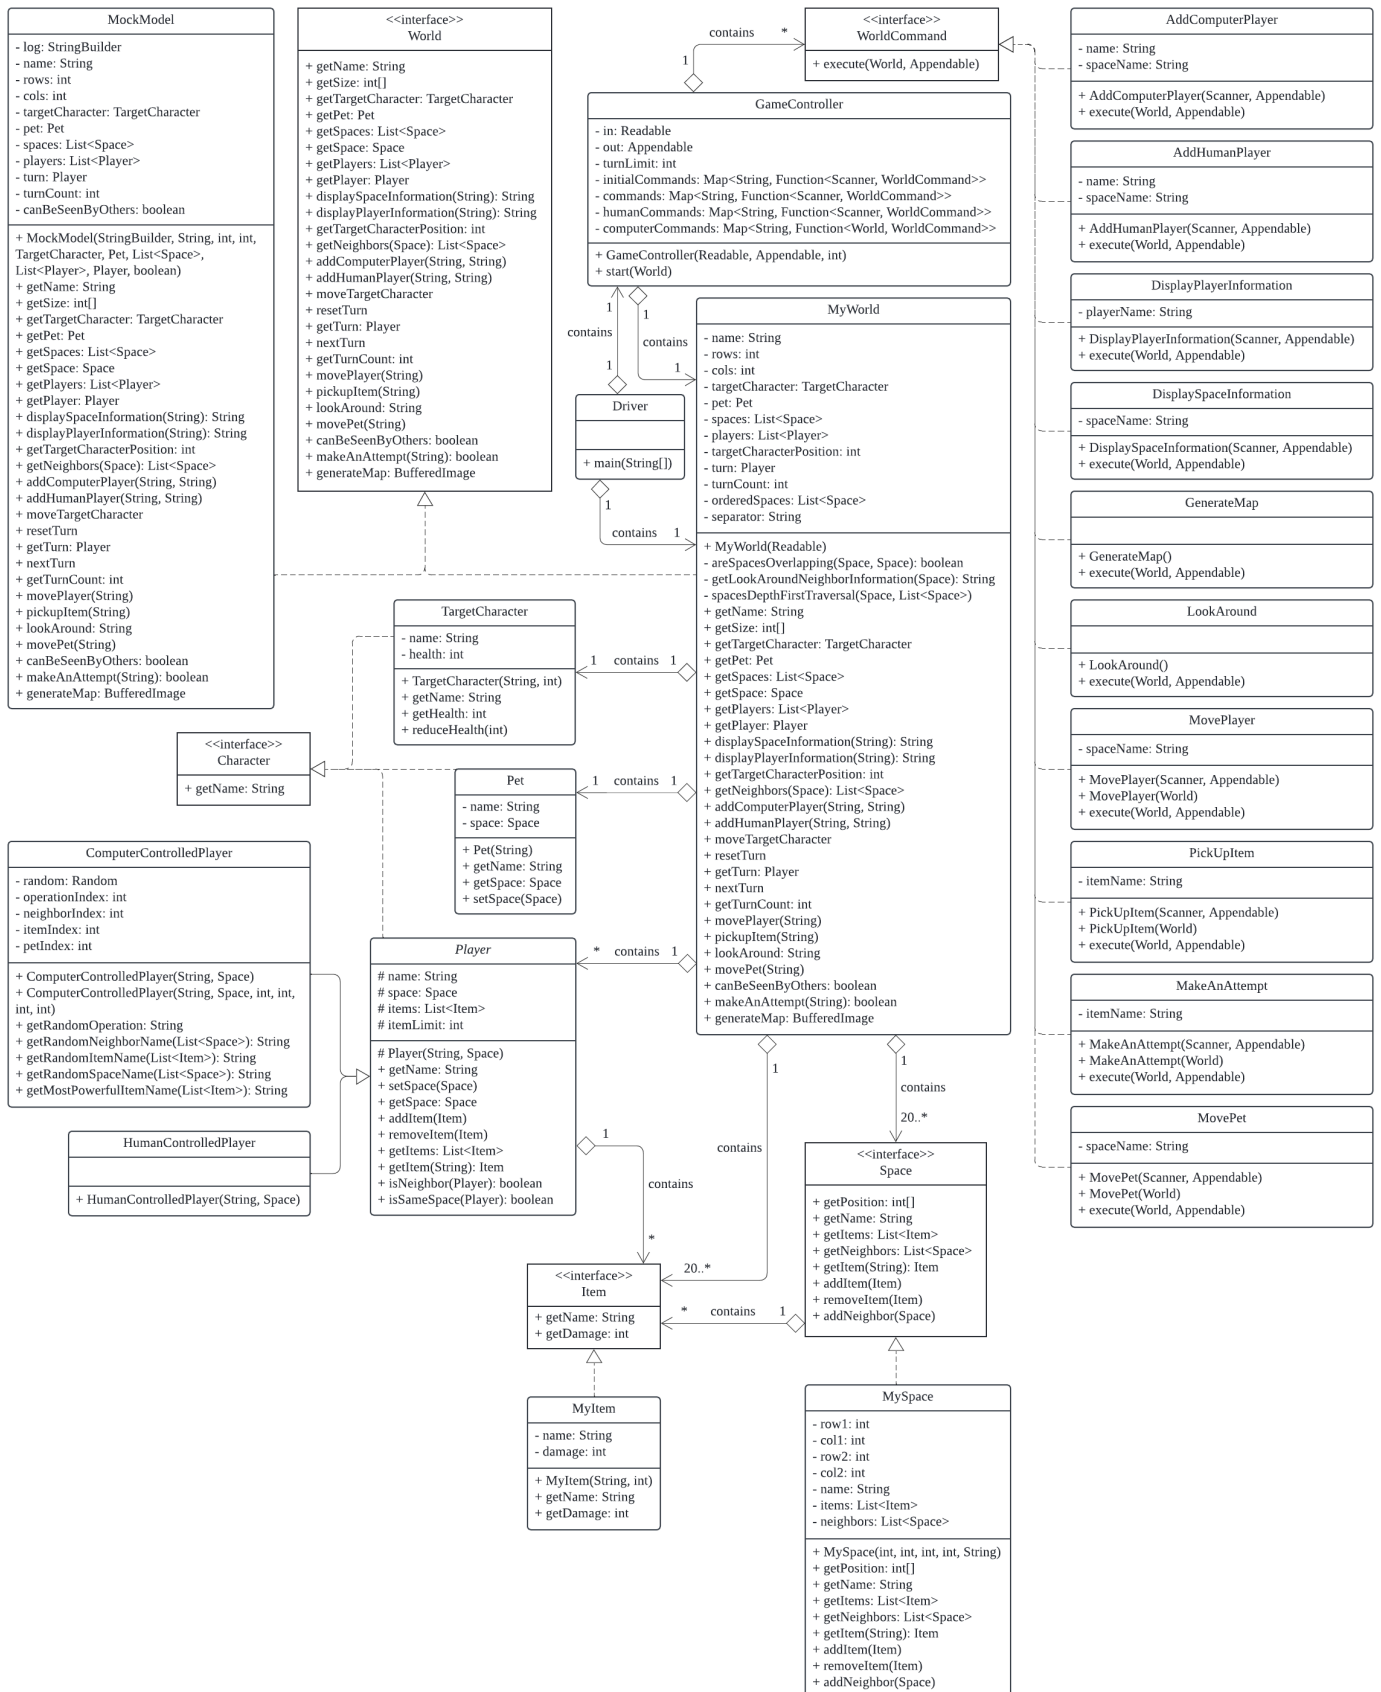 MockModel
- log: StringBuilder
- name: String
- rows: int
- cols: int
- targetCharacter: TargetCharacter
- pet: Pet
- spaces: List<Space>
- players: List<Player>
- turn: Player
- turnCount: int
- canBeSeenByOthers: boolean
+ MockModel(StringBuilder, String, int, int,
TargetCharacter, Pet, List<Space>,
List<Player>, Player, boolean)
+ getName: String
+ getSize: int[]
+ getTargetCharacter: TargetCharacter
+ getPet: Pet
+ getSpaces: List<Space>
+ getSpace: Space
+ getPlayers: List<Player>
+ getPlayer: Player
+ displaySpaceInformation(String): String
+ displayPlayerInformation(String): String
+ getTargetCharacterPosition: int
+ getNeighbors(Space): List<Space>
+ addComputerPlayer(String, String)
+ addHumanPlayer(String, String)
+ moveTargetCharacter
+ resetTurn
+ getTurn: Player
+ nextTurn
+ getTurnCount: int
+ movePlayer(String)
+ pickupItem(String)
+ lookAround: String
+ movePet(String)
+ canBeSeenByOthers: boolean
+ makeAnAttempt(String): boolean
+ generateMap: BufferedImage
<<interface>>
World
+ getName: String
+ getSize: int[]
+ getTargetCharacter: TargetCharacter
+ getPet: Pet
+ getSpaces: List<Space>
+ getSpace: Space
+ getPlayers: List<Player>
+ getPlayer: Player
+ displaySpaceInformation(String): String
+ displayPlayerInformation(String): String
+ getTargetCharacterPosition: int
+ getNeighbors(Space): List<Space>
+ addComputerPlayer(String, String)
+ addHumanPlayer(String, String)
+ moveTargetCharacter
+ resetTurn
+ getTurn: Player
+ nextTurn
+ getTurnCount: int
+ movePlayer(String)
+ pickupItem(String)
+ lookAround: String
+ movePet(String)
+ canBeSeenByOthers: boolean
+ makeAnAttempt(String): boolean
+ generateMap: BufferedImage
contains *
1
<<interface>>
WorldCommand
+ execute(World, Appendable)
GameController
- in: Readable
- out: Appendable
- turnLimit: int
- initialCommands: Map<String, Function<Scanner, WorldCommand>>
- commands: Map<String, Function<Scanner, WorldCommand>>
- humanCommands: Map<String, Function<Scanner, WorldCommand>>
- computerCommands: Map<String, Function<World, WorldCommand>>
+ GameController(Readable, Appendable, int)
+ start(World)
1
contains
1
1
contains
1
Driver
+ main(String[])
1
contains 1
MyWorld
- name: String
- rows: int
- cols: int
- targetCharacter: TargetCharacter
- pet: Pet
- spaces: List<Space>
- players: List<Player>
- targetCharacterPosition: int
- turn: Player
- turnCount: int
- orderedSpaces: List<Space>
- separator: String
+ MyWorld(Readable)
- areSpacesOverlapping(Space, Space): boolean
- getLookAroundNeighborInformation(Space): String
- spacesDepthFirstTraversal(Space, List<Space>)
+ getName: String
+ getSize: int[]
+ getTargetCharacter: TargetCharacter
+ getPet: Pet
+ getSpaces: List<Space>
+ getSpace: Space
+ getPlayers: List<Player>
+ getPlayer: Player
+ displaySpaceInformation(String): String
+ displayPlayerInformation(String): String
+ getTargetCharacterPosition: int
+ getNeighbors(Space): List<Space>
+ addComputerPlayer(String, String)
+ addHumanPlayer(String, String)
+ moveTargetCharacter
+ resetTurn
+ getTurn: Player
+ nextTurn
+ getTurnCount: int
+ movePlayer(String)
+ pickupItem(String)
+ lookAround: String
+ movePet(String)
+ canBeSeenByOthers: boolean
+ makeAnAttempt(String): boolean
+ generateMap: BufferedImage
AddComputerPlayer
- name: String
- spaceName: String
+ AddComputerPlayer(Scanner, Appendable)
+ execute(World, Appendable)
AddHumanPlayer
- name: String
- spaceName: String
+ AddHumanPlayer(Scanner, Appendable)
+ execute(World, Appendable)
DisplayPlayerInformation
- playerName: String
+ DisplayPlayerInformation(Scanner, Appendable)
+ execute(World, Appendable)
DisplaySpaceInformation
- spaceName: String
+ DisplaySpaceInformation(Scanner, Appendable)
+ execute(World, Appendable)
GenerateMap
+ GenerateMap()
+ execute(World, Appendable)
LookAround
+ LookAround()
+ execute(World, Appendable)
MovePlayer
- spaceName: String
+ MovePlayer(Scanner, Appendable)
+ MovePlayer(World)
+ execute(World, Appendable)
PickUpItem
- itemName: String
+ PickUpItem(Scanner, Appendable)
+ PickUpItem(World)
+ execute(World, Appendable)
MakeAnAttempt
- itemName: String
+ MakeAnAttempt(Scanner, Appendable)
+ MakeAnAttempt(World)
+ execute(World, Appendable)
MovePet
- spaceName: String
+ MovePet(Scanner, Appendable)
+ MovePet(World)
+ execute(World, Appendable)
TargetCharacter
- name: String
- health: int
+ TargetCharacter(String, int)
+ getName: String
+ getHealth: int
+ reduceHealth(int)
1 contains 1
<<interface>>
Character
+ getName: String
Pet
- name: String
- space: Space
+ Pet(String)
+ getName: String
+ getSpace: Space
+ setSpace(Space)
1 contains 1
ComputerControlledPlayer
- random: Random
- operationIndex: int
- neighborIndex: int
- itemIndex: int
- petIndex: int
+ ComputerControlledPlayer(String, Space)
+ ComputerControlledPlayer(String, Space, int, int,
int, int)
+ getRandomOperation: String
+ getRandomNeighborName(List<Space>): String
+ getRandomItemName(List<Item>): String
+ getRandomSpaceName(List<Space>): String
+ getMostPowerfulItemName(List<Item>): String
HumanControlledPlayer
+ HumanControlledPlayer(String, Space)
Player
# name: String
# space: Space
# items: List<Item>
# itemLimit: int
# Player(String, Space)
+ getName: String
+ setSpace(Space)
+ getSpace: Space
+ addItem(Item)
+ removeItem(Item)
+ getItems: List<Item>
+ getItem(String): Item
+ isNeighbor(Player): boolean
+ isSameSpace(Player): boolean
* contains 1
1
contains
*
1
contains
20..*
1
contains
20..*
<<interface>>
Space
+ getPosition: int[]
+ getName: String
+ getItems: List<Item>
+ getNeighbors: List<Space>
+ getItem(String): Item
+ addItem(Item)
+ removeItem(Item)
+ addNeighbor(Space)
<<interface>>
Item
+ getName: String
+ getDamage: int
* contains 1
MyItem
- name: String
- damage: int
+ MyItem(String, int)
+ getName: String
+ getDamage: int
MySpace
- row1: int
- col1: int
- row2: int
- col2: int
- name: String
- items: List<Item>
- neighbors: List<Space>
+ MySpace(int, int, int, int, String)
+ getPosition: int[]
+ getName: String
+ getItems: List<Item>
+ getNeighbors: List<Space>
+ getItem(String): Item
+ addItem(Item)
+ removeItem(Item)
+ addNeighbor(Space)